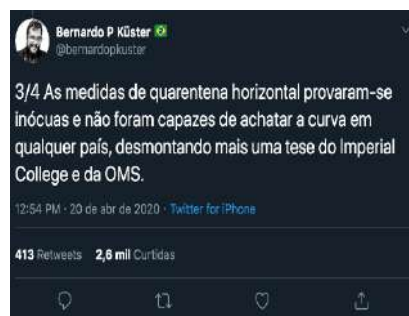 Bernardo P Küster 🇧🇷
@bernardopkuster
3/4 As medidas de quarentena horizontal provaram-se
inócuas e não foram capazes de achatar a curva em
qualquer país, desmontando mais uma tese do Imperial
College e da OMS.
12:54 PM · 20 de abr de 2020 · Twitter for iPhone
413 Retweets 2,6 mil Curtidas